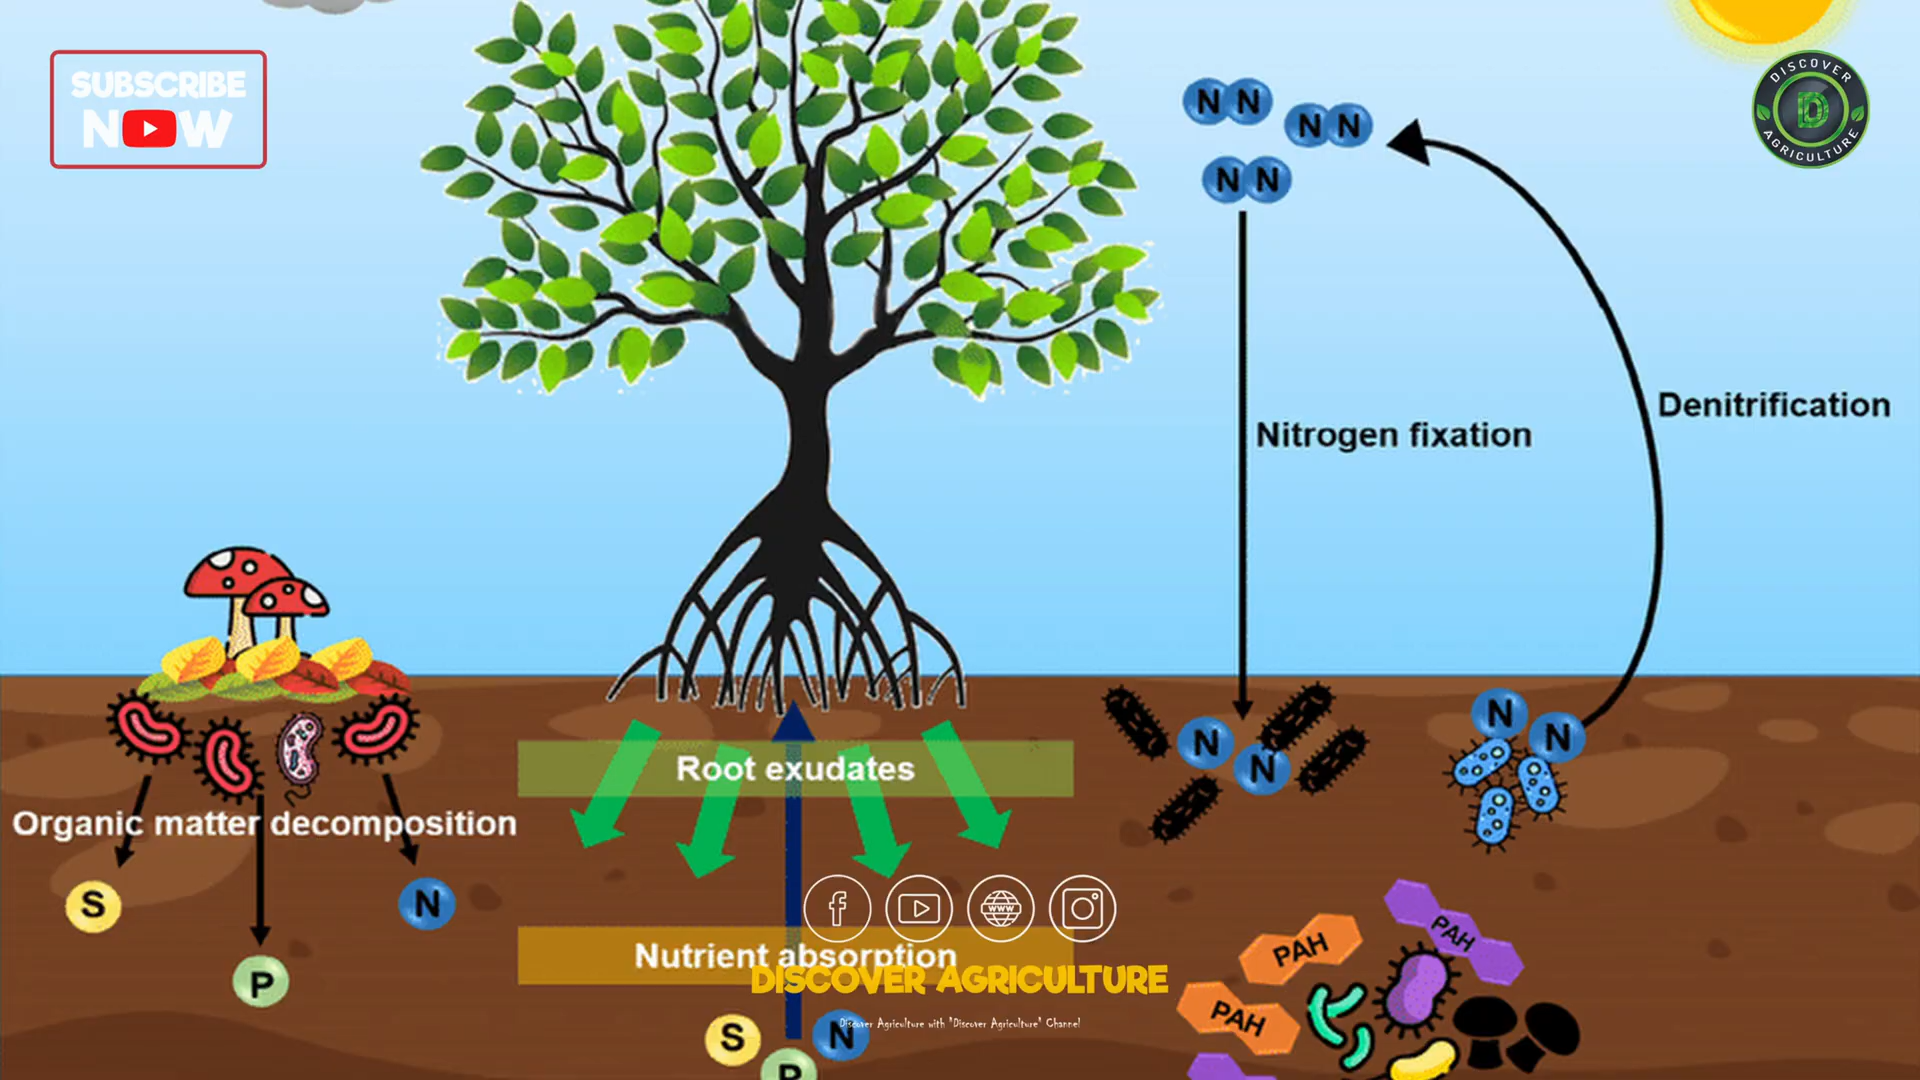 SUBSCRIBE
NOW
DISCOVER
D
AGRICULTURE
N N
N N
N N
Denitrification
Nitrogen fixation
N
N
N
N
Root exudates
Organic matter decomposition
S
N
P
WWW
PAH
PAH
PAH
Nutrient absorption
DISCOVER AGRICULTURE
Discover Agriculture with "Discover Agriculture" Channel
S
N
P